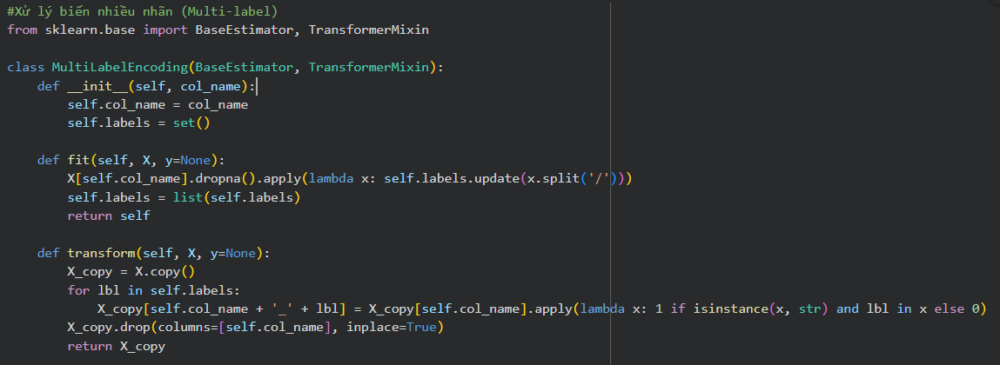 #Xử lý biến nhiều nhãn (Multi-label)
from sklearn.base import BaseEstimator, TransformerMixin

class MultiLabelEncoding(BaseEstimator, TransformerMixin):
    def __init__(self, col_name):
        self.col_name = col_name
        self.labels = set()

    def fit(self, X, y=None):
        X[self.col_name].dropna().apply(lambda x: self.labels.update(x.split('/')))
        self.labels = list(self.labels)
        return self

    def transform(self, X, y=None):
        X_copy = X.copy()
        for lbl in self.labels:
            X_copy[self.col_name + '_' + lbl] = X_copy[self.col_name].apply(lambda x: 1 if isinstance(x, str) and lbl in x else 0)
        X_copy.drop(columns=[self.col_name], inplace=True)
        return X_copy